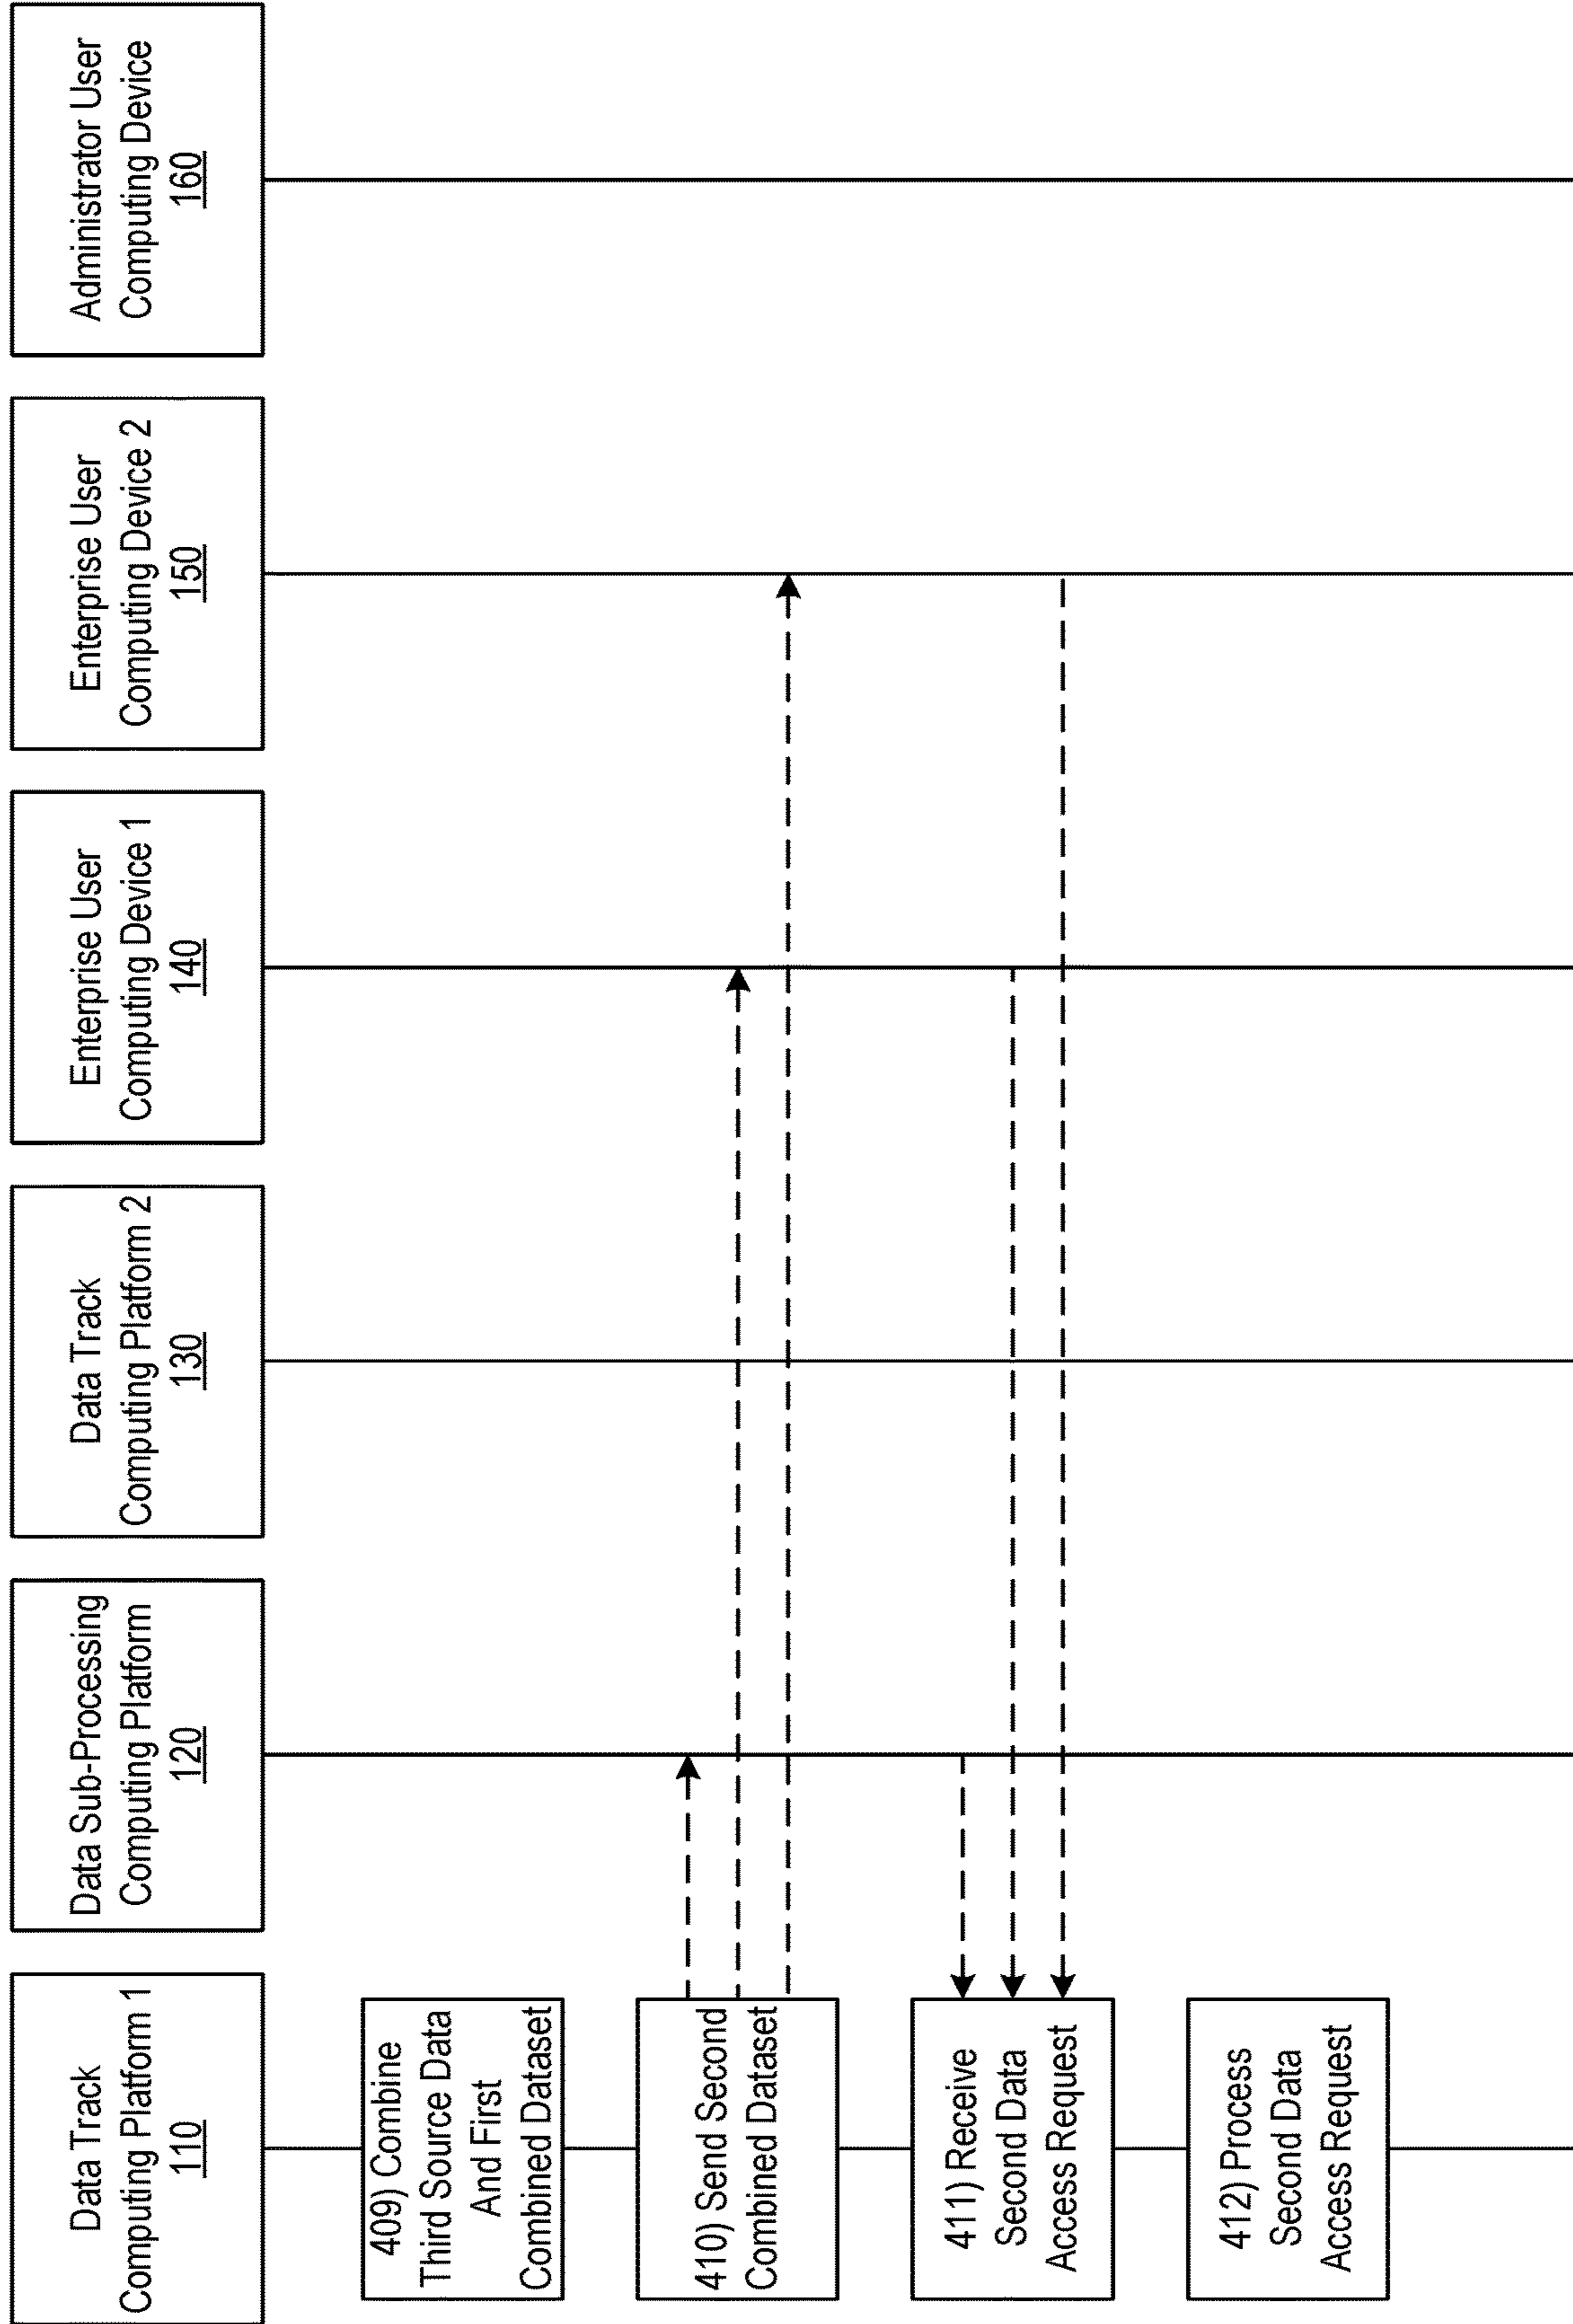 Data Track
Computing Platform 1
110
Data Sub-Processing
Computing Platform
120
Data Track
Computing Platform 2
130
Enterprise User
Computing Device 1
140
Enterprise User
Computing Device 2
150
Administrator User
Computing Device
160
409) Combine
Third Source Data
And First
Combined Dataset
410) Send Second
Combined Dataset
411) Receive
Second Data
Access Request
412) Process
Second Data
Access Request